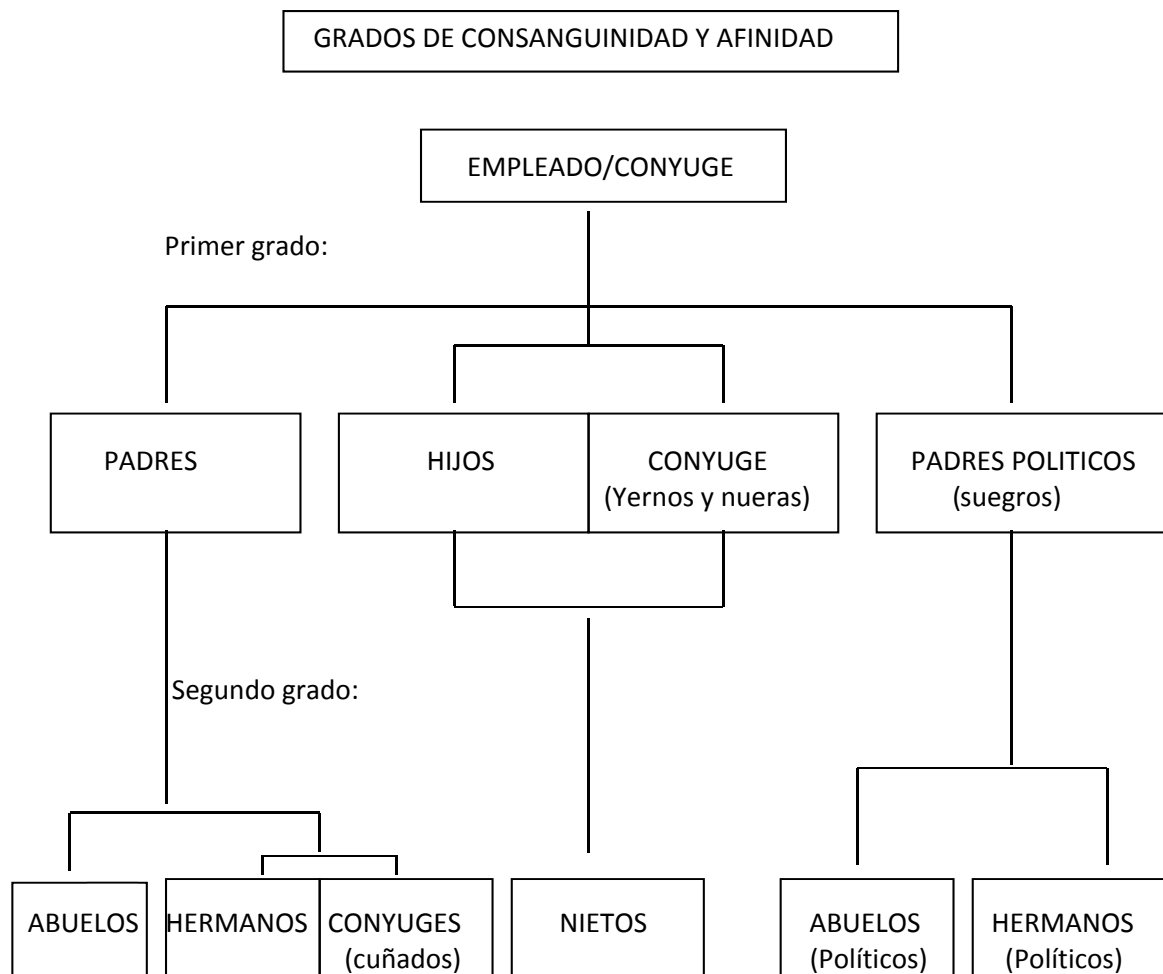 GRADOS DE CONSANGUINIDAD Y AFINIDAD
EMPLEADO/CONYUGE
Primer grado:
PADRES
HIJOS
CONYUGE
(Yernos y nueras)
PADRES POLITICOS
(suegros)
Segundo grado:
ABUELOS
HERMANOS
CONYUGES
(cuñados)
NIETOS
ABUELOS
(Políticos)
HERMANOS
(Políticos)